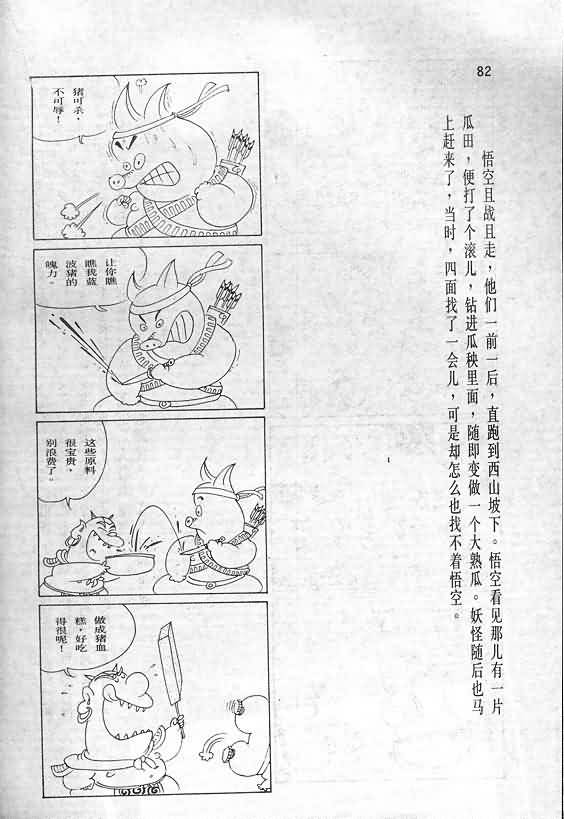 82
悟空且战且走，他们一前一后，直跑到西山坡下。悟空看见那儿有一片
瓜田，便打了个滚儿，钻进瓜秧里面，随即变做一个大熟瓜。妖怪随后也马
上赶来了，当时，四面找了一会儿，可是却怎么也找不着悟空。
猪可杀，
不可辱！
让你瞧
瞧我蓝
波猪的
魄力。
这些原料
很宝贵，
别浪费了。
做成猪血
糕，好吃
得很呢！